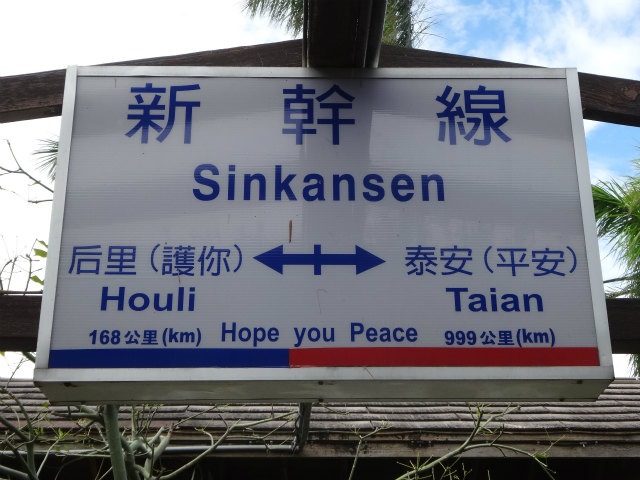 新幹線
Sinkansen
后里(護你) 泰安(平安)
Houli Taian
168公里(km) Hope you Peace 999公里(km)